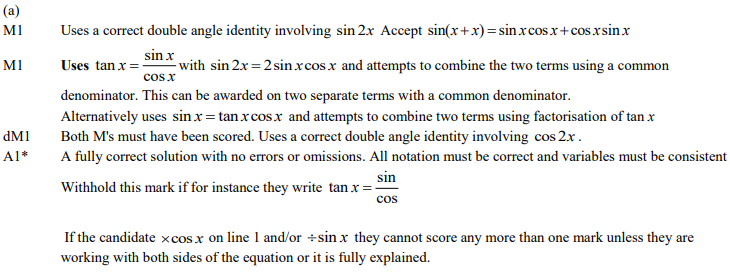 (a)
M1 Uses a correct double angle identity involving sin 2x Accept sin(x+x)=sin x cos x+cos x sin x
M1 Uses tan x = sin x / cos x with sin 2x = 2 sin x cos x and attempts to combine the two terms using a common
denominator. This can be awarded on two separate terms with a common denominator.
Alternatively uses sin x = tan x cos x and attempts to combine two terms using factorisation of tan x
dM1 Both M's must have been scored. Uses a correct double angle identity involving cos 2x.
A1* A fully correct solution with no errors or omissions. All notation must be correct and variables must be consistent
Withhold this mark if for instance they write tan x = sin / cos
If the candidate ×cos x on line 1 and/or ÷sin x they cannot score any more than one mark unless they are
working with both sides of the equation or it is fully explained.